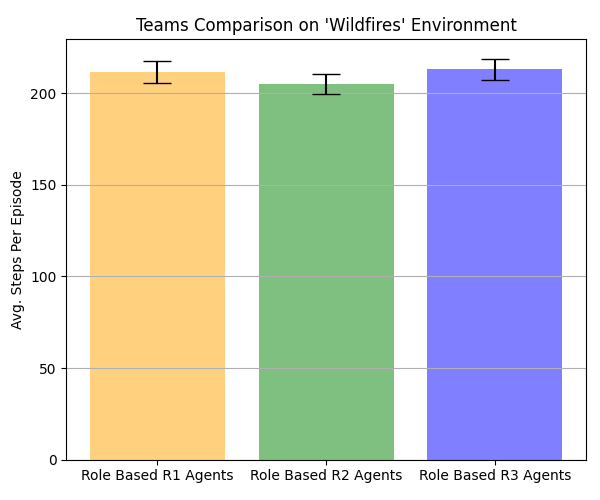 Teams Comparison on 'Wildfires' Environment
Avg. Steps Per Episode
200
150
100
50
0
Role Based R1 Agents
Role Based R2 Agents
Role Based R3 Agents